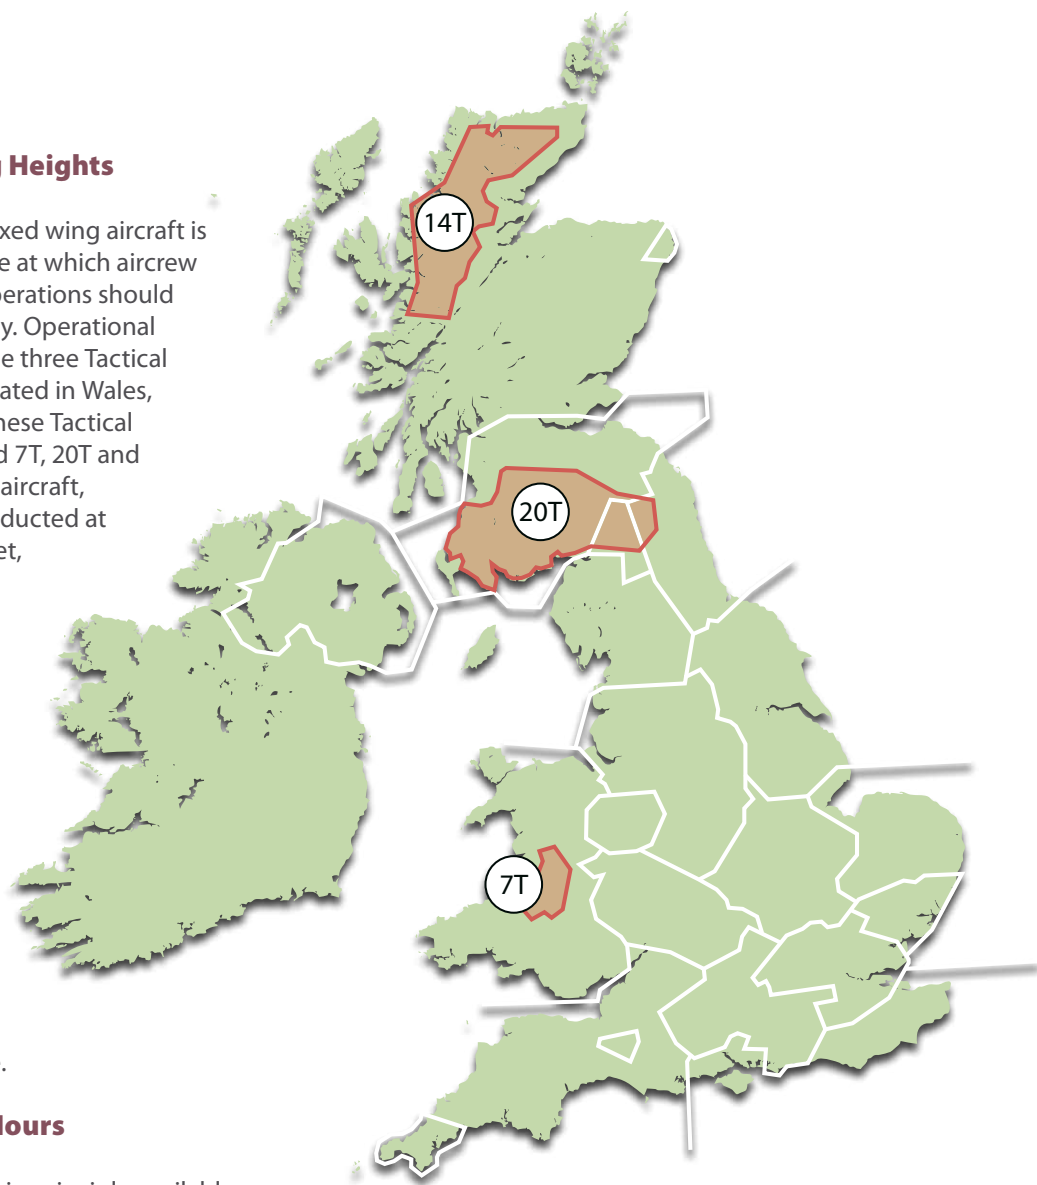 Heights
xed wing aircraft is
e at which aircrew
perations should
y. Operational
e three Tactical
ated in Wales,
hese Tactical
d 7T, 20T and
aircraft,
ducted at
et,
14T
20T
7T
.
lours